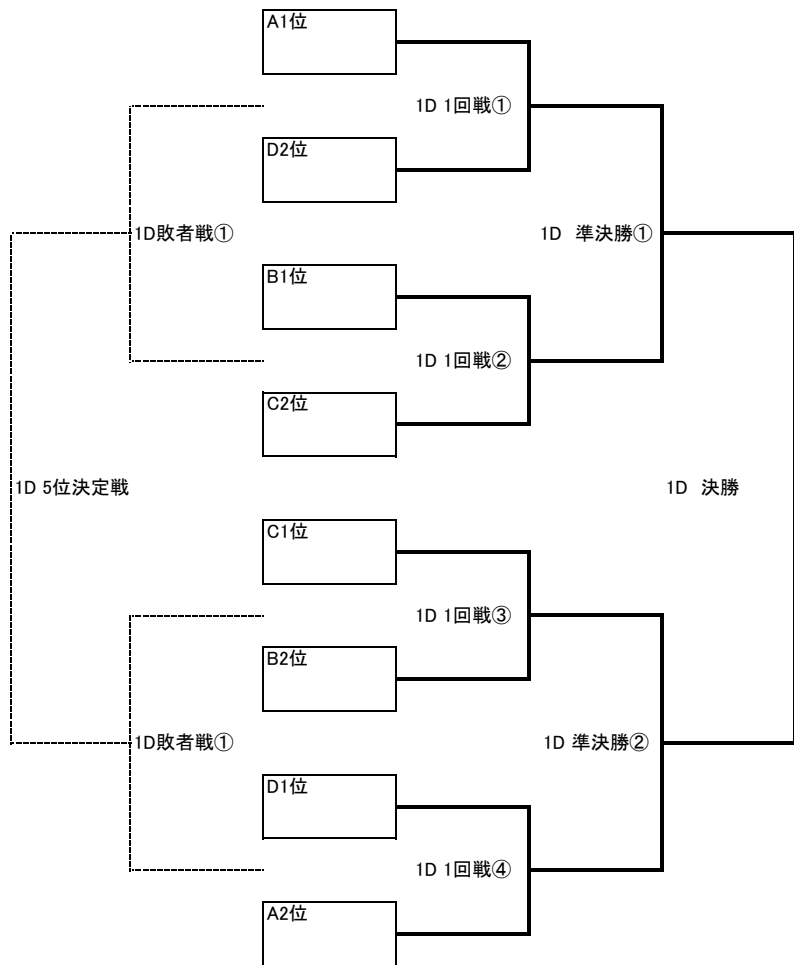 A1位
1D 1回戦①
D2位
1D敗者戦①
1D 準決勝①
B1位
1D 1回戦②
C2位
1D 5位決定戦
1D 決勝
C1位
1D 1回戦③
B2位
1D敗者戦①
1D 準決勝②
D1位
1D 1回戦④
A2位